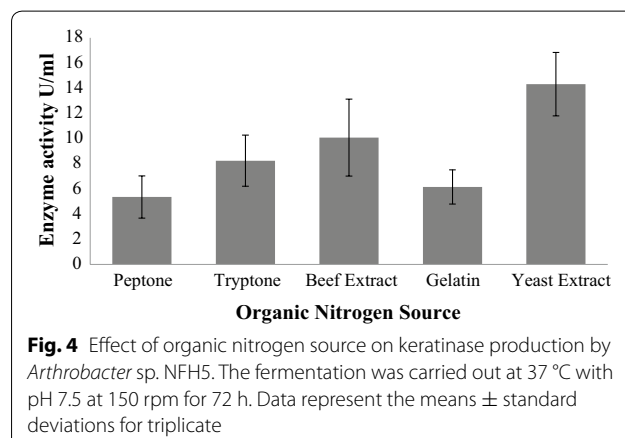 Enzyme activity U/ml
18
16
14
12
10
8
6
4
2
0
Peptone Tryptone Beef Extract Gelatin Yeast Extract
Organic Nitrogen Source
Fig. 4 Effect of organic nitrogen source on keratinase production by
Arthrobacter sp. NFH5. The fermentation was carried out at 37 °C with
pH 7.5 at 150 rpm for 72 h. Data represent the means ± standard
deviations for triplicate